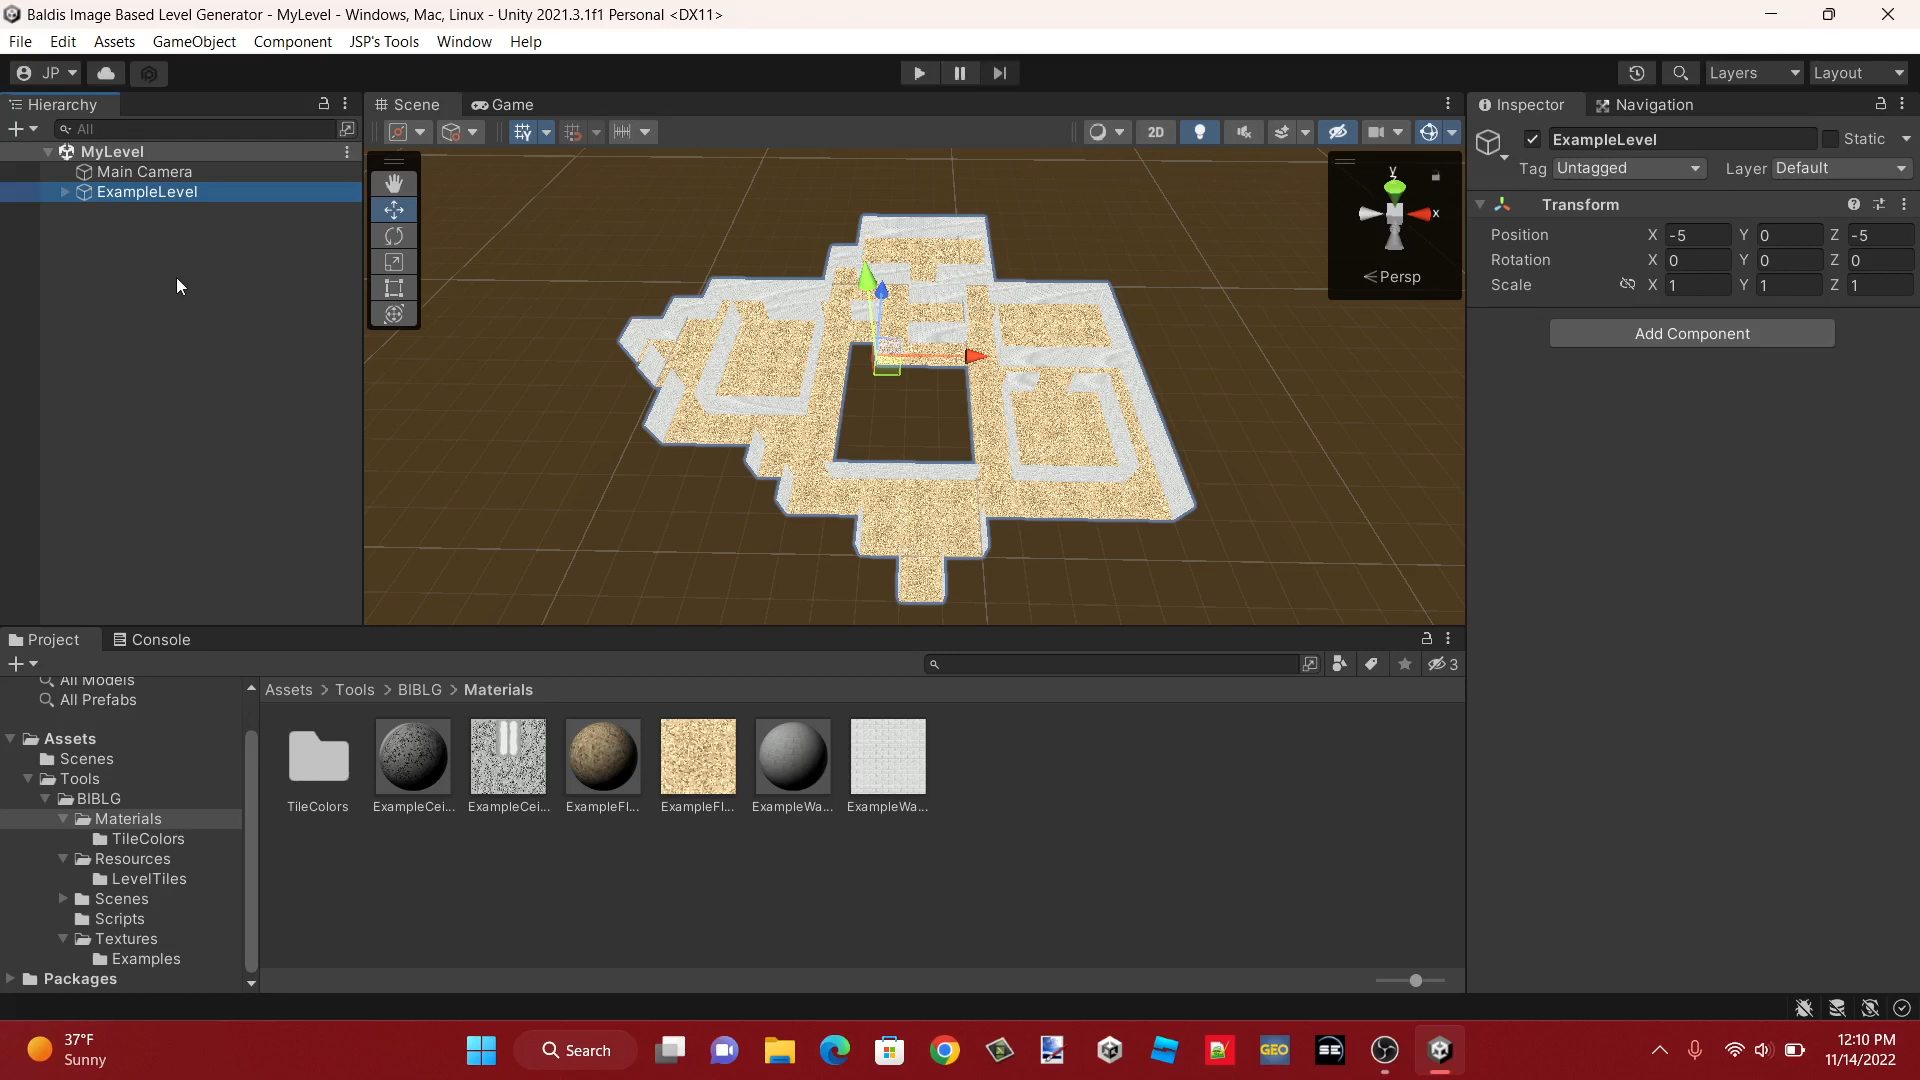 Baldis Image Based Level Generator - MyLevel - Windows, Mac, Linux - Unity 2021.3.1f1 Personal <DX11>
File Edit Assets GameObject Component JSP's Tools Window Help
JP Layers Layout
Hierarchy
All
MyLevel
Main Camera
ExampleLevel
Scene Game
2D
y
x
Persp
Inspector Navigation
ExampleLevel Static
Tag Untagged Layer Default
Transform
Position X -5 Y 0 Z -5
Rotation X 0 Y 0 Z 0
Scale X 1 Y 1 Z 1
Add Component
Project Console
3
All Models
All Prefabs
Assets
Scenes
Tools
BIBLG
Materials
TileColors
Resources
LevelTiles
Scenes
Scripts
Textures
Examples
Packages
Assets > Tools > BIBLG > Materials
TileColors ExampleCei... ExampleCei... ExampleFl... ExampleFl... ExampleWa... ExampleWa...
37°F
Sunny
Search
GEO
SE
12:10 PM
11/14/2022